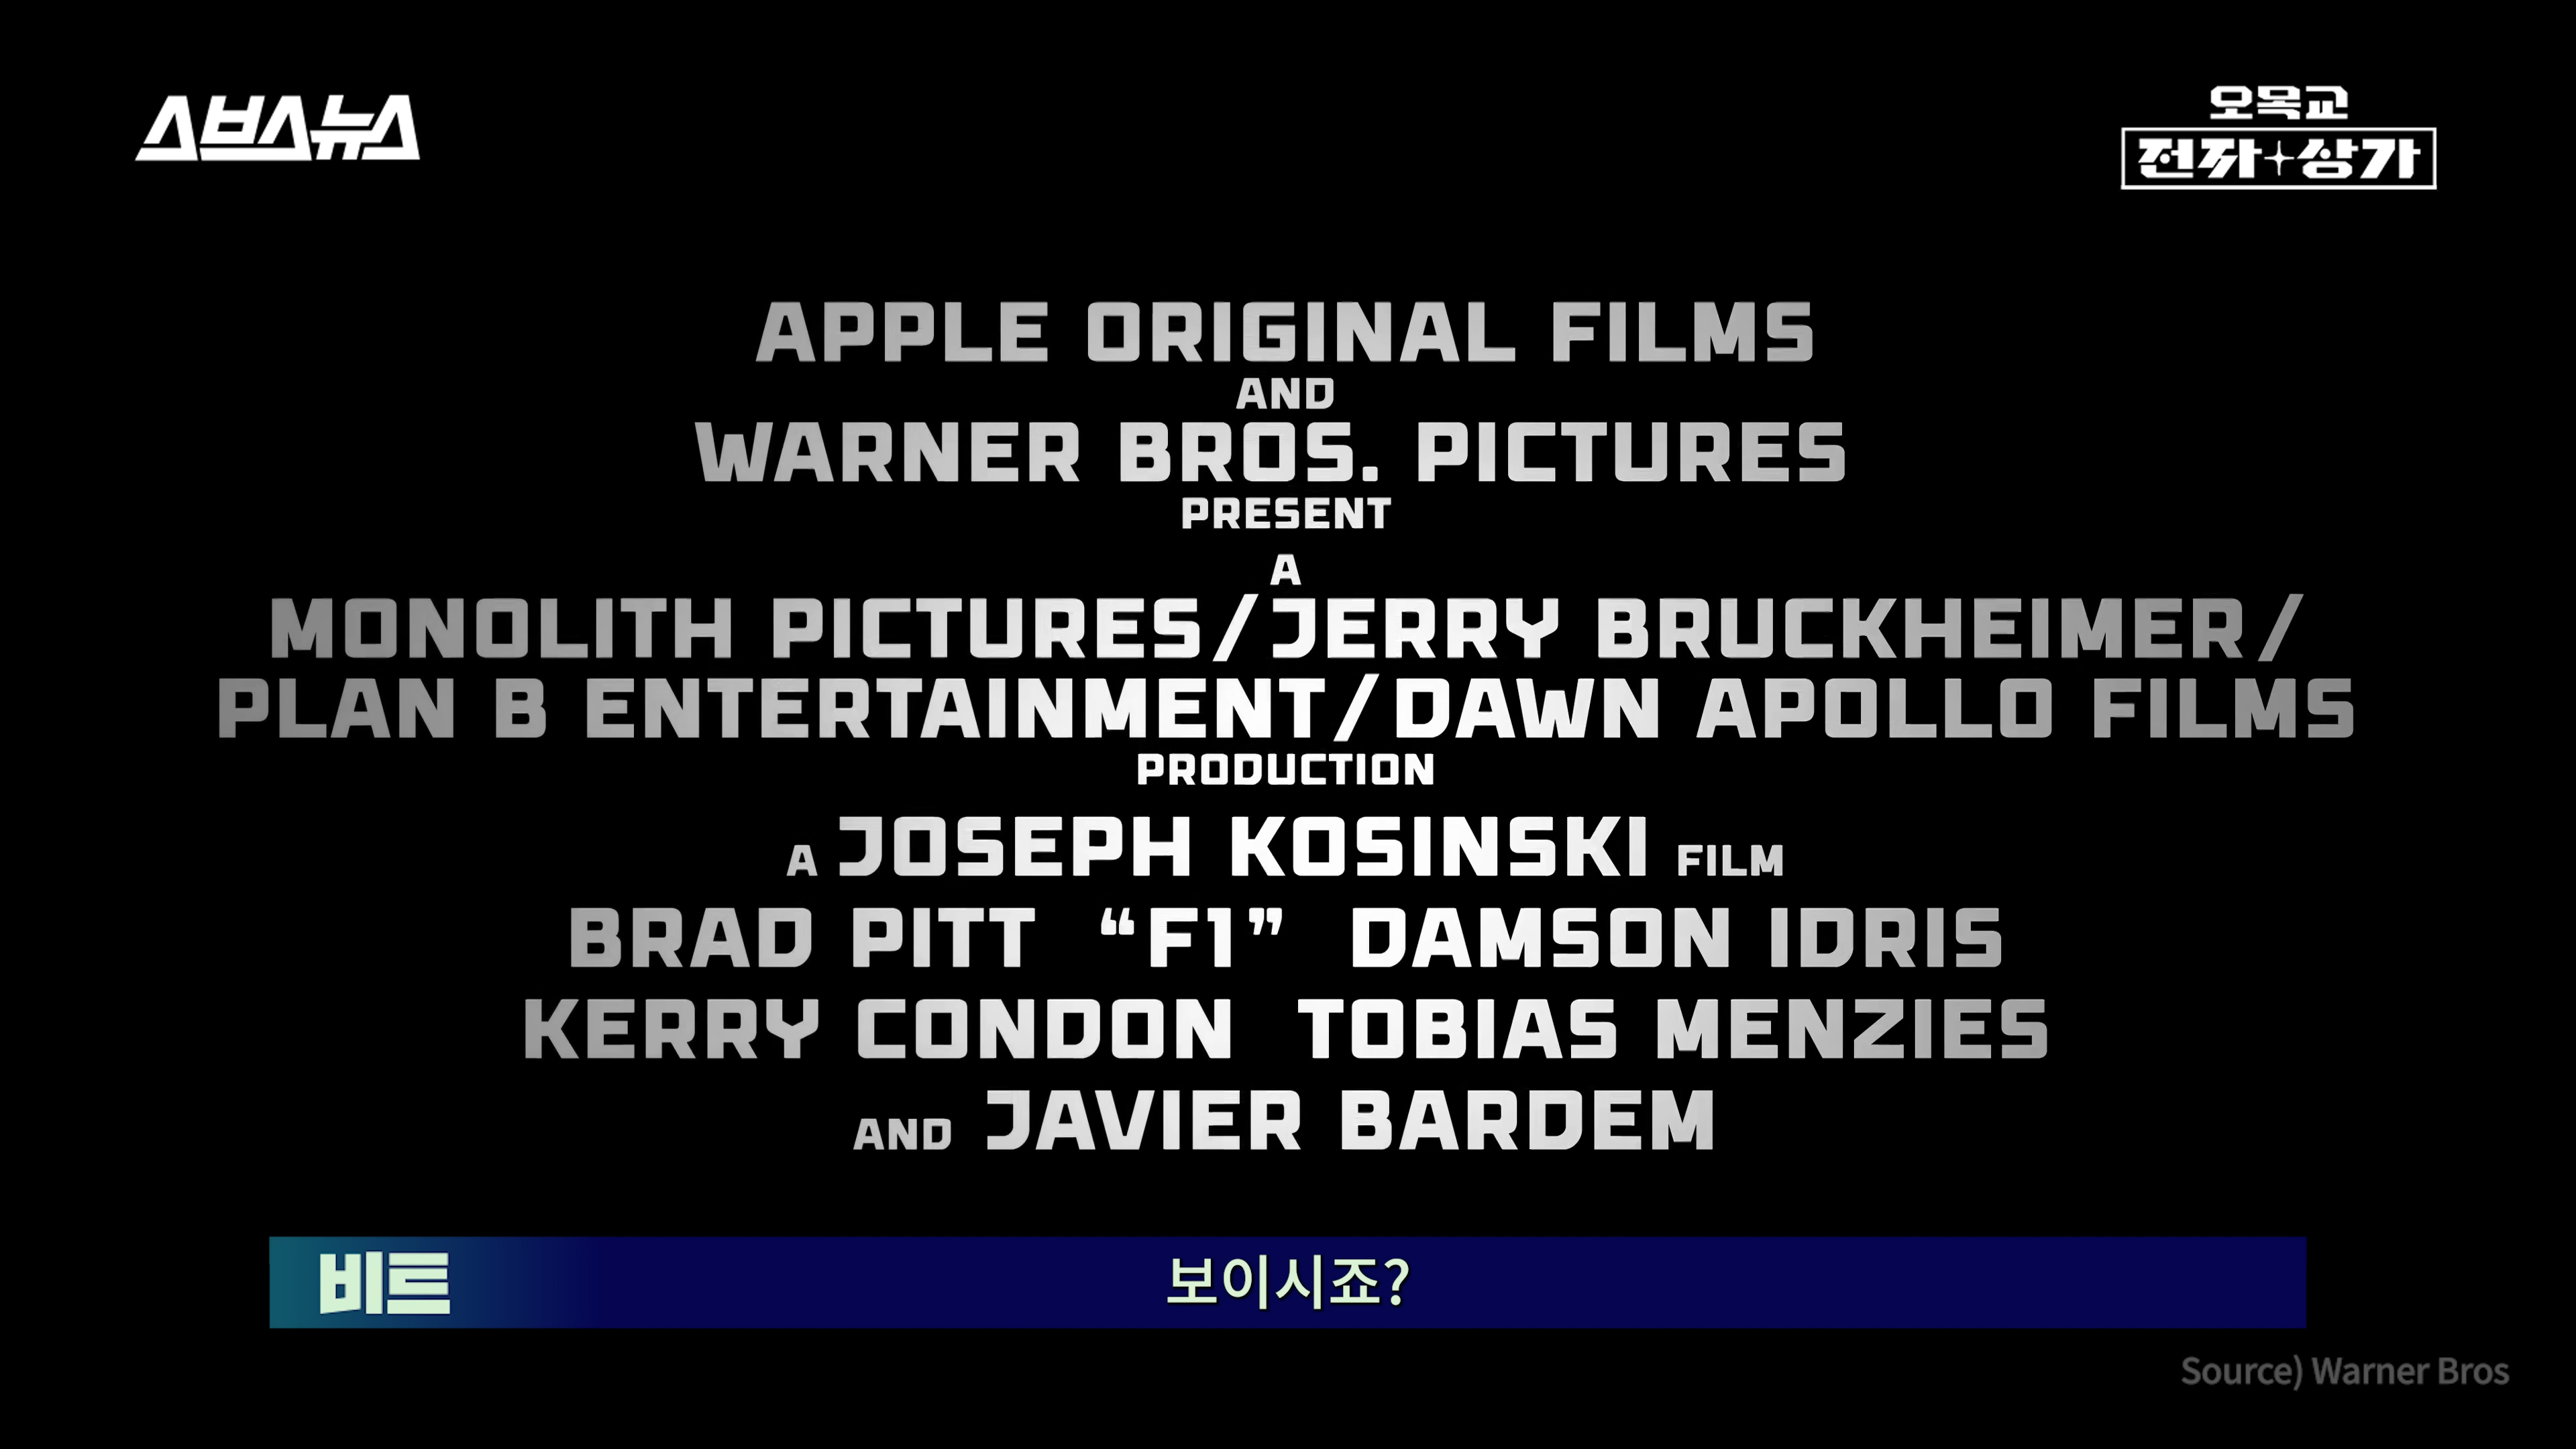 스브스뉴스
오목교
전자상가
APPLE ORIGINAL FILMS
AND
WARNER BROS. PICTURES
PRESENT
A
MONOLITH PICTURES/JERRY BRUCKHEIMER/
PLAN B ENTERTAINMENT/DAWN APOLLO FILMS
PRODUCTION
A JOSEPH KOSINSKI FILM
BRAD PITT “F1” DAMSON IDRIS
KERRY CONDON TOBIAS MENZIES
AND JAVIER BARDEM
비트 보이시죠?
Source) Warner Bros